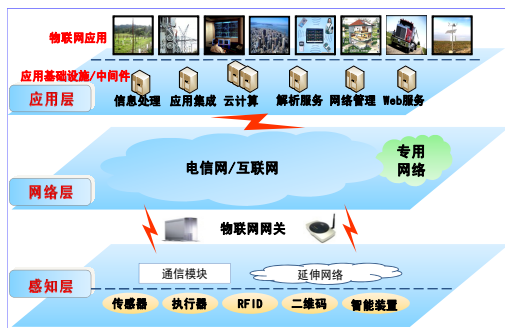 物联网应用
应用基础设施/中间件
应用层
信息处理 应用集成 云计算 解析服务 网络管理 Web服务
电信网/互联网
专用
网络
网络层
物联网网关
通信模块
延伸网络
感知层
传感器 执行器 RFID 二维码 智能装置